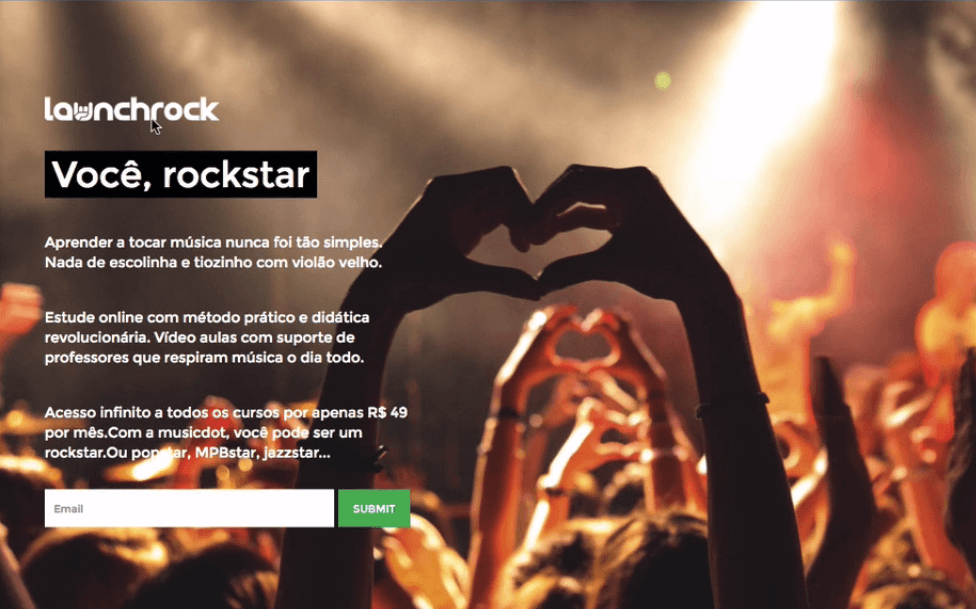 launchrock
Você, rockstar
Aprender a tocar música nunca foi tão simples.
Nada de escolinha e tiozinho com violão velho.
Estude online com método prático e didática
revolucionária. Vídeo aulas com suporte de
professores que respiram música o dia todo.
Acesso infinito a todos os cursos por apenas R$ 49
por mês.Com a musicdot, você pode ser um
rockstar.Ou popstar, MPBstar, jazzstar...
Email SUBMIT